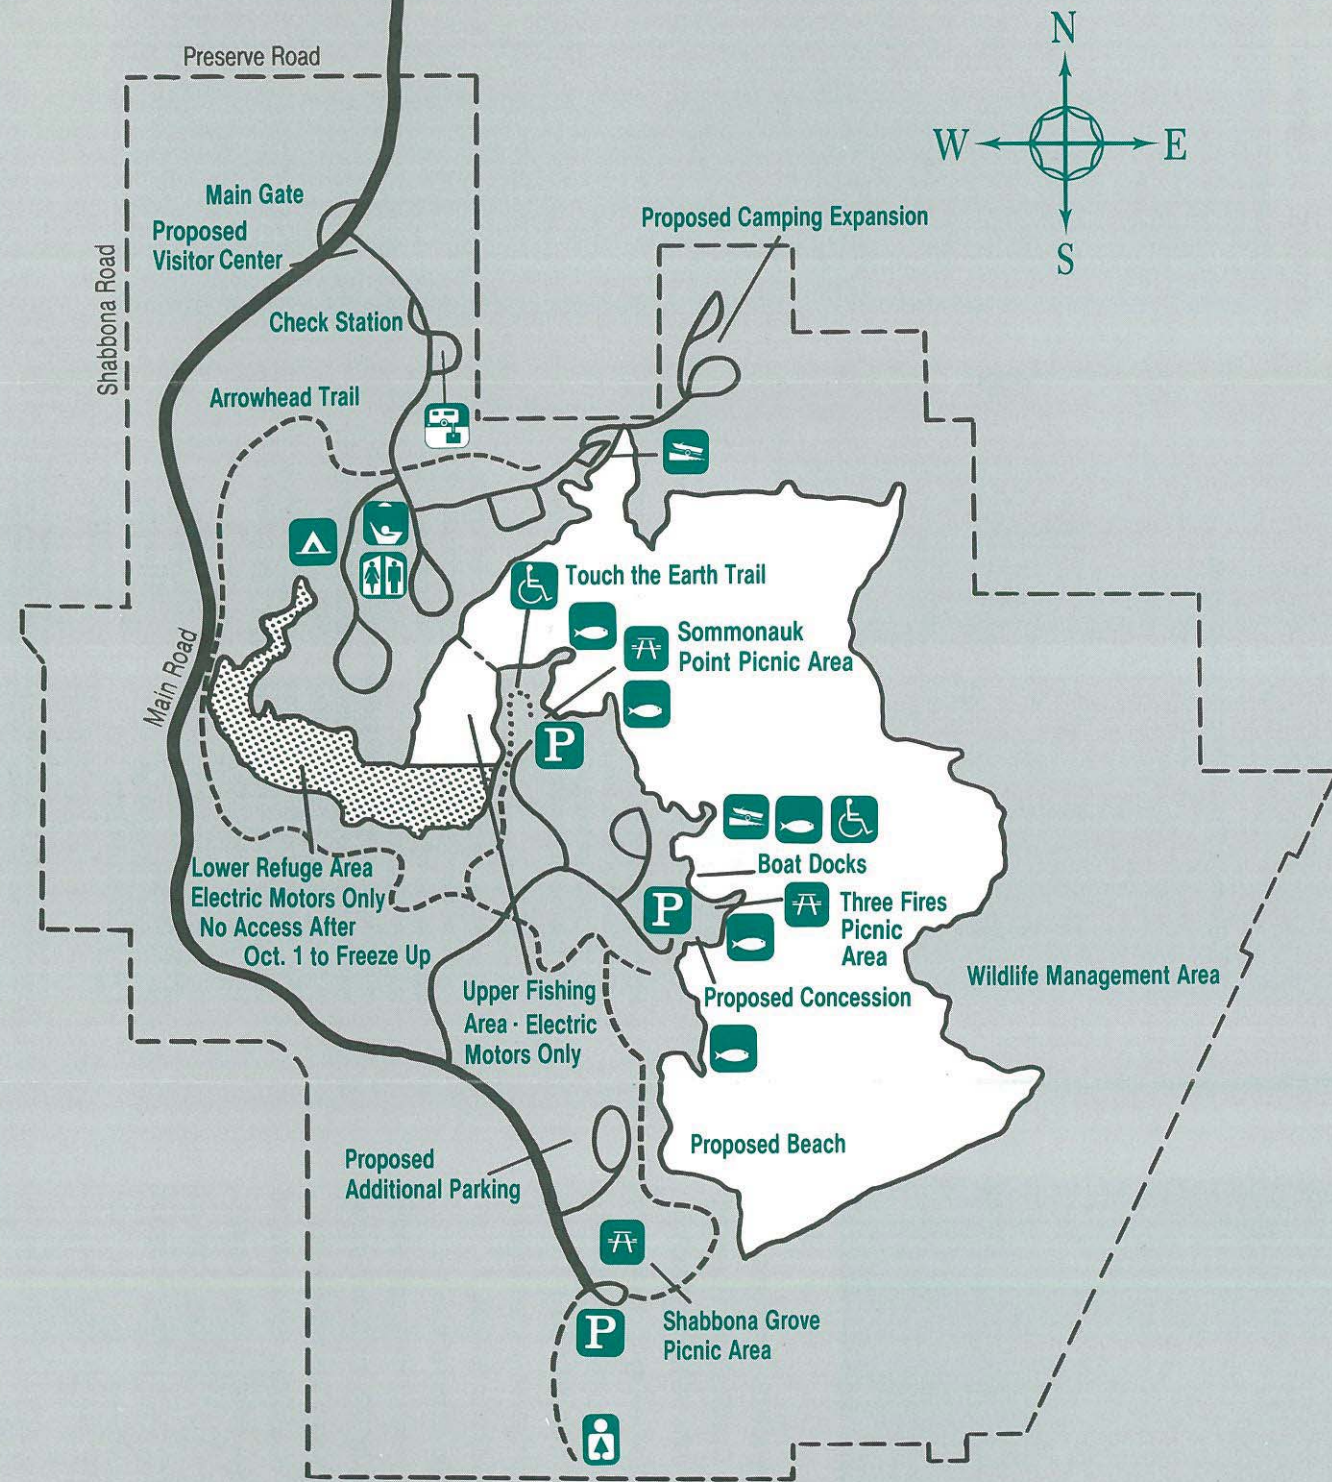 Preserve Road
N
W
E
S
Main Gate
Proposed
Visitor Center
Proposed Camping Expansion
Shabbona Road
Check Station
Arrowhead Trail
Touch the Earth Trail
Sommonauk
Point Picnic Area
Main Road
P
Boat Docks
Lower Refuge Area
Electric Motors Only
No Access After
Oct. 1 to Freeze Up
P
Three Fires
Picnic
Area
Wildlife Management Area
Upper Fishing
Area · Electric
Motors Only
Proposed Concession
Proposed Beach
Proposed
Additional Parking
P
Shabbona Grove
Picnic Area